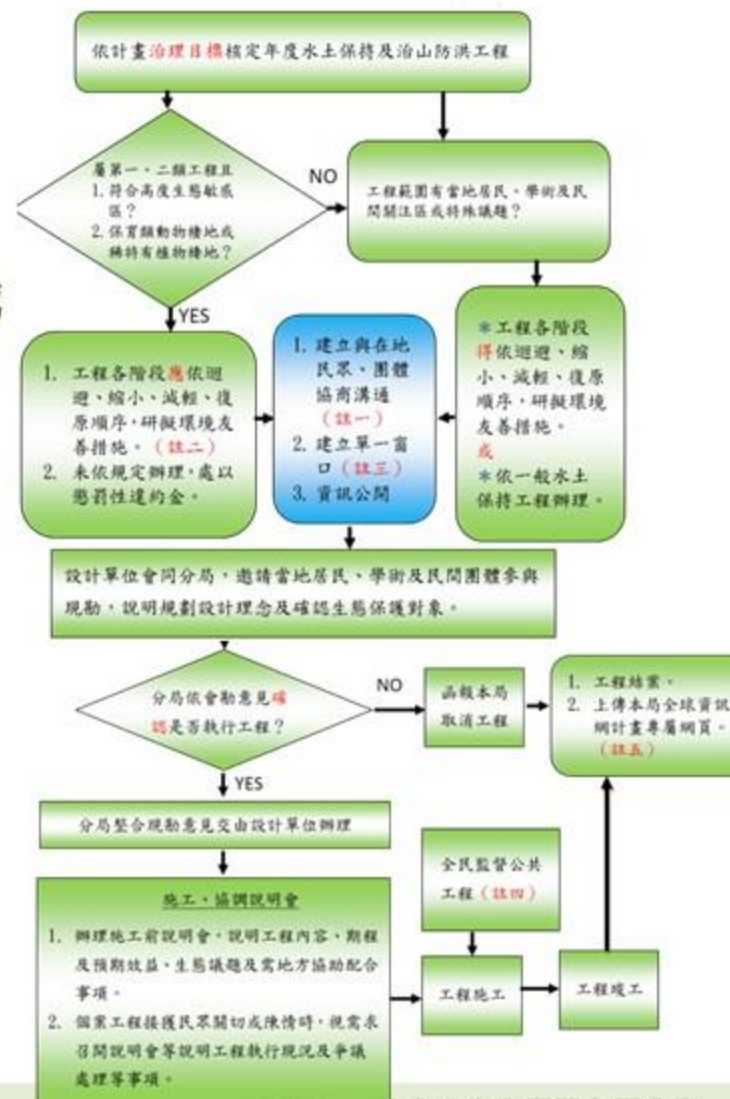 依計畫治理目標核定年度水土保持及治山防洪工程
屬第一、二類工程且
1. 符合高度生態敏感
區？
2. 保育類動物棲地或
稀特有植物棲地？
NO
工程範圍有當地居民、學術及民
間關注區或特殊議題？
YES
1. 工程各階段應依迴
避、縮小、減輕、復
原順序，研擬環境友
善措施。（註二）
2. 未依規定辦理，處以
懲罰性違約金。
1. 建立與在地
民眾、團體
協商溝通
（註一）
2. 建立單一窗
口（註三）
3. 資訊公開
＊工程各階段
得依迴避、縮
小、減輕、復原
順序，研擬環境
友善措施。
或
＊依一般水土
保持工程辦理。
設計單位會同分局，邀請當地居民、學術及民間團體參與
現勘，說明規劃設計理念及確認生態保護對象。
分局依會勘意見確
認是否執行工程？
NO
函報本局
取消工程
1. 工程結案。
2. 上傳本局全球資訊
網計畫專屬網頁。
（註五）
YES
分局整合現勘意見交由設計單位辦理
施工、協調說明會
1. 辦理施工前說明會，說明工程內容、期程
及預期效益、生態議題及需地方協助配合
事項。
2. 個案工程接獲民眾關切或陳情時，視需求
召開說明會等說明工程執行現況及爭議
處理等事項。
全民監督公共
工程（註四）
工程施工
工程竣工